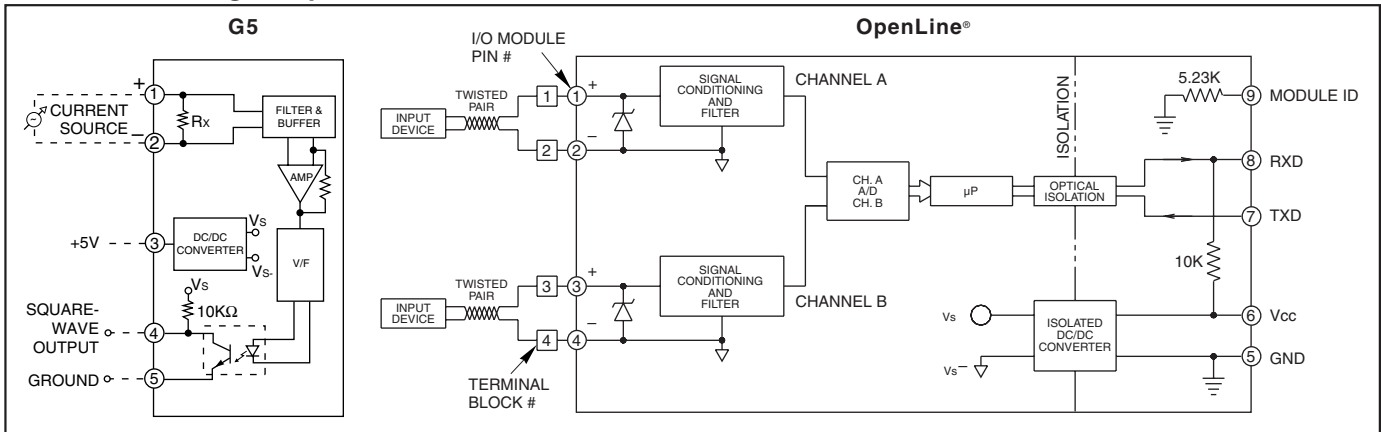 G5
+
1
CURRENT
SOURCE
−
2
Rx
FILTER &
BUFFER
AMP
+5V
3
DC/DC
CONVERTER
Vs
Vs-
V/F
Vs
10KΩ
SQUARE-
WAVE
OUTPUT
4
GROUND
5
OpenLine®
I/O MODULE
PIN #
INPUT
DEVICE
TWISTED
PAIR
1
1
+
2
2
−
SIGNAL
CONDITIONING
AND
FILTER
CHANNEL A
INPUT
DEVICE
TWISTED
PAIR
3
3
+
4
4
−
SIGNAL
CONDITIONING
AND
FILTER
CHANNEL B
TERMINAL
BLOCK #
CH. A
A/D
CH. B
µP
ISOLATION
OPTICAL
ISOLATION
5.23K
9
MODULE ID
8
RXD
7
TXD
10K
Vs
Vs−
ISOLATED
DC/DC
CONVERTER
6
Vcc
5
GND